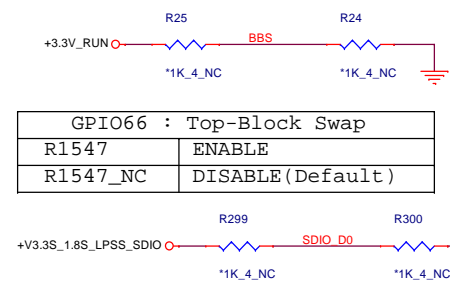 R25 R24
+3.3V_RUN BBS
*1K_4_NC *1K_4_NC
GPIO66 : Top-Block Swap
R1547 ENABLE
R1547_NC DISABLE(Default)
R299 R300
+V3.3S_1.8S_LPSS_SDIO SDIO_D0
*1K_4_NC *1K_4_NC